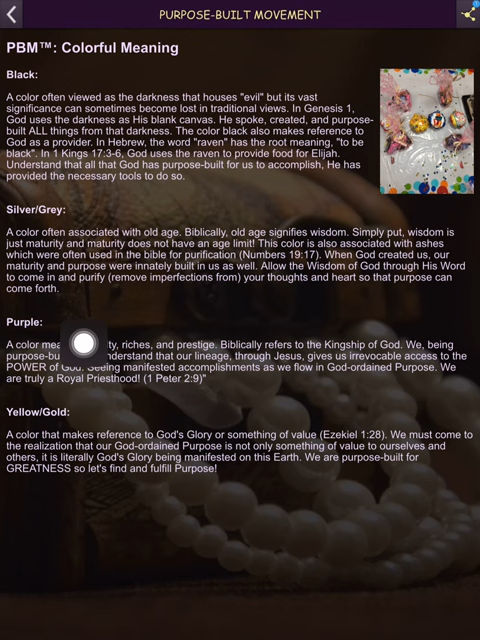 PURPOSE-BUILT MOVEMENT
PBM™: Colorful Meaning
Black:
A color often viewed as the darkness that houses "evil" but its vast
significance can sometimes become lost in traditional views. In Genesis 1,
God uses the darkness as His blank canvas. He spoke, created, and purpose-
built ALL things from that darkness. The color black also makes reference to
God as a provider. In Hebrew, the word "raven" has the root meaning, "to be
black". In 1 Kings 17:3-6, God uses the raven to provide food for Elijah.
Understand that all that God has purpose-built for us to accomplish, He has
provided the necessary tools to do so.
Silver/Grey:
A color often associated with old age. Biblically, old age signifies wisdom. Simply put, wisdom is
just maturity and maturity does not have an age limit! This color is also associated with ashes
which were often used in the bible for purification (Numbers 19:17). When God created us, our
maturity and purpose were innately built in us as well. Allow the Wisdom of God through His Word
to come in and purify (remove imperfections from) your thoughts and heart so that purpose can
come forth.
Purple:
A color ty, riches, and prestige. Biblically refers to the Kingship of God. We, being
understand that our lineage, through Jesus, gives us irrevocable access to the
POWER of God. Seeing manifested accomplishments as we flow in God-ordained Purpose. We
are truly a Royal Priesthood! (1 Peter 2:9)"
Yellow/Gold:
A color that makes reference to God's Glory or something of value (Ezekiel 1:28). We must come to
the realization that our God-ordained Purpose is not only something of value to ourselves and
others, it is literally God's Glory being manifested on this Earth. We are purpose-built for
GREATNESS so let's find and fulfill Purpose!